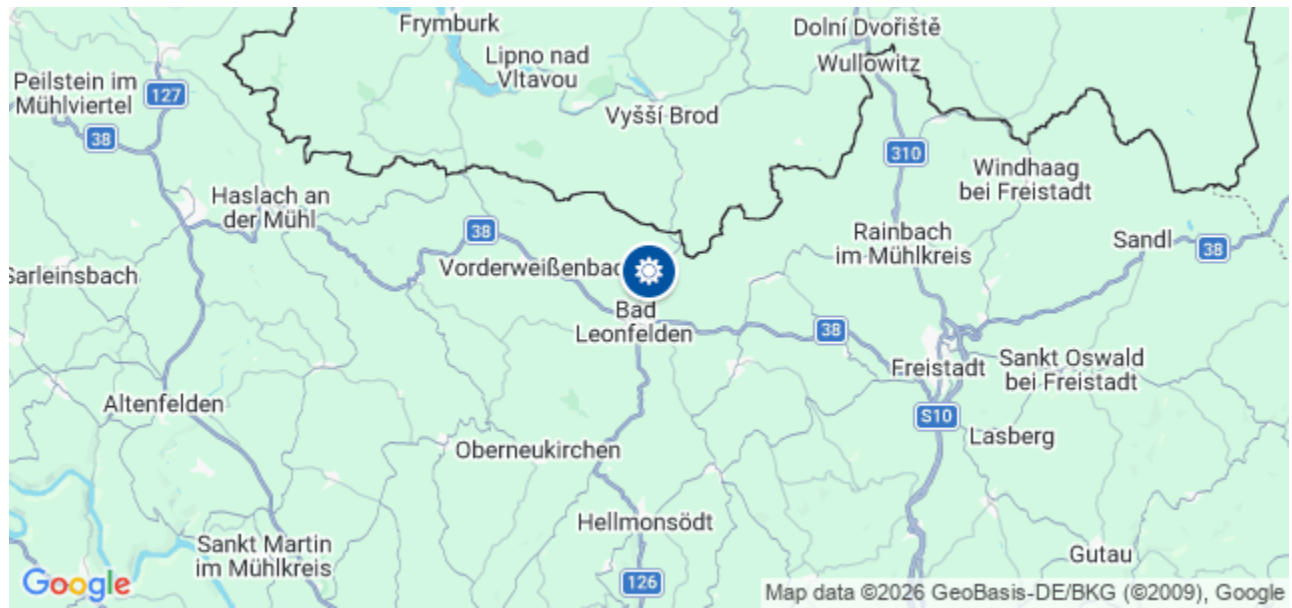 Frymburk
Dolní Dvořiště
Wullowitz
Lipno nad
Vltavou
Peilstein im
Mühlviertel
127
Vyšší Brod
38
310
Windhaag
bei Freistadt
Haslach an
der Mühl
38
Rainbach
im Mühlkreis
Sandl
38
Sarleinsbach
Vorderweißenbac
Bad
Leonfelden
38
Freistadt
Sankt Oswald
bei Freistadt
Altenfelden
S10
Lasberg
Oberneukirchen
Hellmonsödt
Sankt Martin
im Mühlkreis
Gutau
126
Google
Map data ©2026 GeoBasis-DE/BKG (©2009), Google